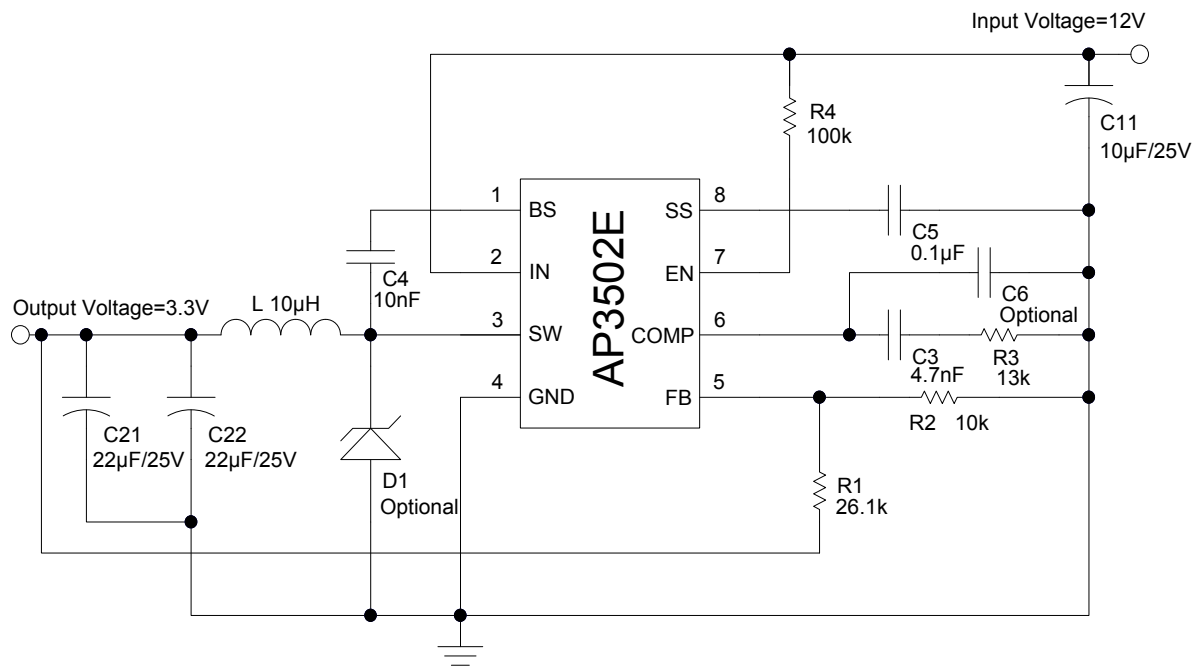 Input Voltage=12V
R4
100k
C11
10µF/25V
1
BS
SS
8
C5
0.1µF
C4
10nF
2
IN
AP3502E
EN
7
C6
Optional
Output Voltage=3.3V
L 10µH
3
SW
COMP
6
C3
4.7nF
R3
13k
4
GND
FB
5
R2 10k
C21
22µF/25V
C22
22µF/25V
D1
Optional
R1
26.1k